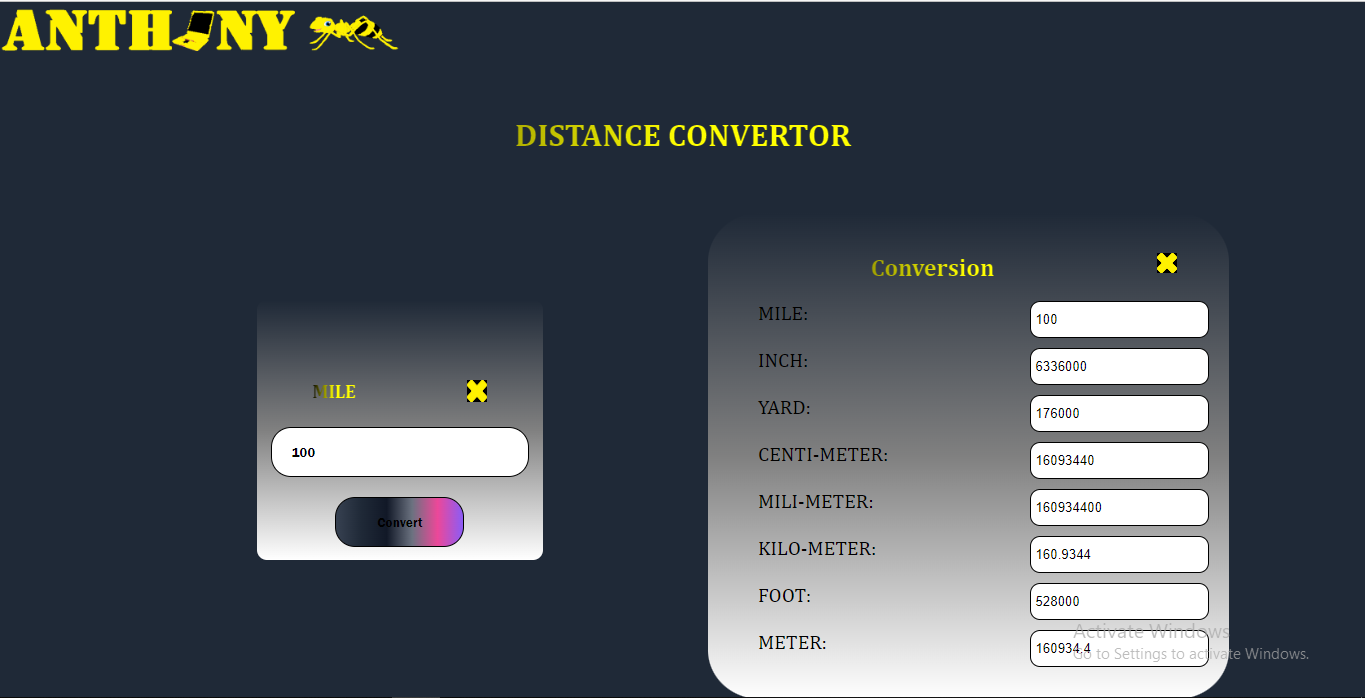 ANTHONY
DISTANCE CONVERTOR
MILE
100
Convert
Conversion
MILE: 100
INCH: 6336000
YARD: 176000
CENTI-METER: 16093440
MILI-METER: 160934400
KILO-METER: 160.9344
FOOT: 528000
METER: 160934.4
Activate Windows
Go to Settings to activate Windows.